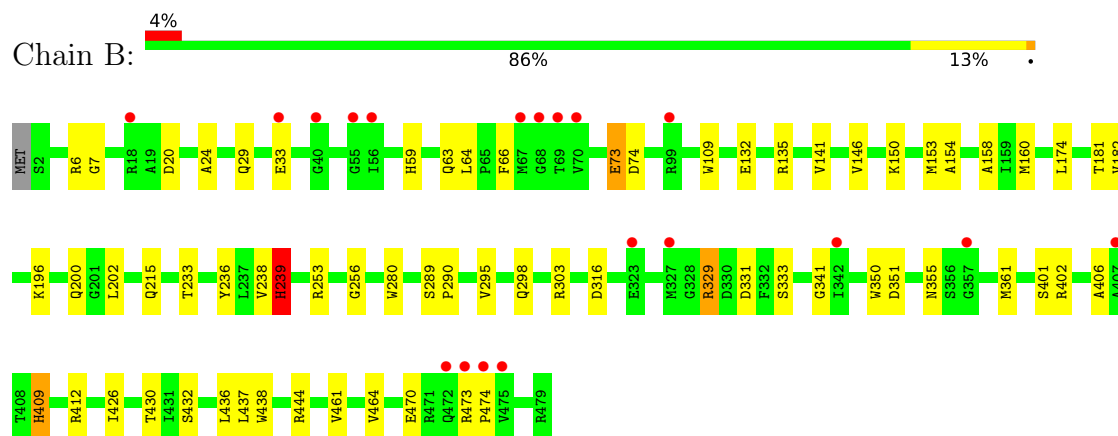 4%
Chain B:
86% 13% •
MET S2 R6 G7 R18 A19 D20 A24 Q29 E33 G40 G55 I56 H59 Q63 L64 P65 F66 M67 G68 T69 V70 E73 D74 R99 W109 E132 R135 V141 V146 K150 M153 A154 A158 I159 M160 L174 T181 V182
K196 Q200 G201 L202 Q215 T233 Y236 L237 V238 H239 R253 G256 W280 S289 P290 V295 Q298 R303 D316 E323 M327 G328 R329 D330 D331 F332 S333 G341 I342 W350 D351 N355 S356 G357 M361 S401 R402 A406 A407
T408 H409 R412 I426 T430 I431 S432 L436 L437 W438 R444 V461 V464 E470 R471 Q472 R473 P474 V475 R479